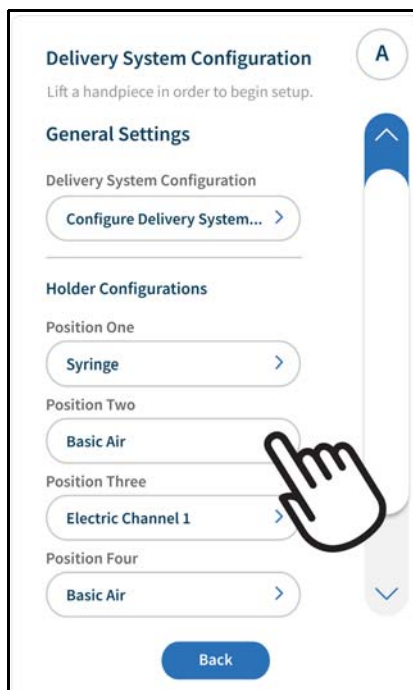 Delivery System Configuration
A
Lift a handpiece in order to begin setup.
General Settings
Delivery System Configuration
Configure Delivery System...
Holder Configurations
Position One
Syringe
Position Two
Basic Air
Position Three
Electric Channel 1
Position Four
Basic Air
Back